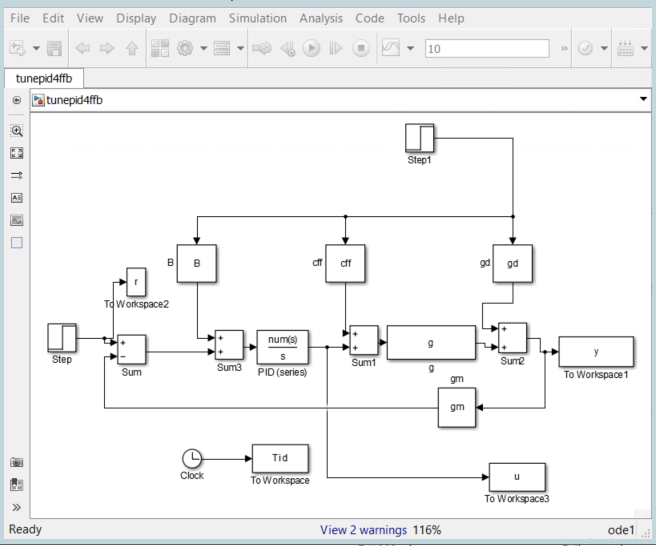 File Edit View Display Diagram Simulation Analysis Code Tools Help
10
»
tunepid4ffb
tunepid4ffb
Step1
B B
cff cff
gd gd
r
To Workspace2
Step
+
−
Sum
+
+
Sum3
num(s)
s
PID (series)
+
+
Sum1
g
g
+
+
Sum2
y
To Workspace1
gm
gm
Clock
Tid
To Workspace
u
To Workspace3
»
Ready View 2 warnings 116% ode1